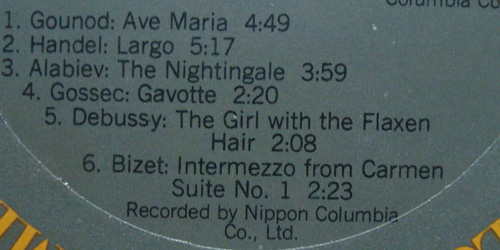 Columbia Co
1. Gounod: Ave Maria 4:49
2. Handel: Largo 5:17
3. Alabiev: The Nightingale 3:59
4. Gossec: Gavotte 2:20
5. Debussy: The Girl with the Flaxen
Hair 2:08
6. Bizet: Intermezzo from Carmen
Suite No. 1 2:23
Recorded by Nippon Columbia
Co., Ltd.